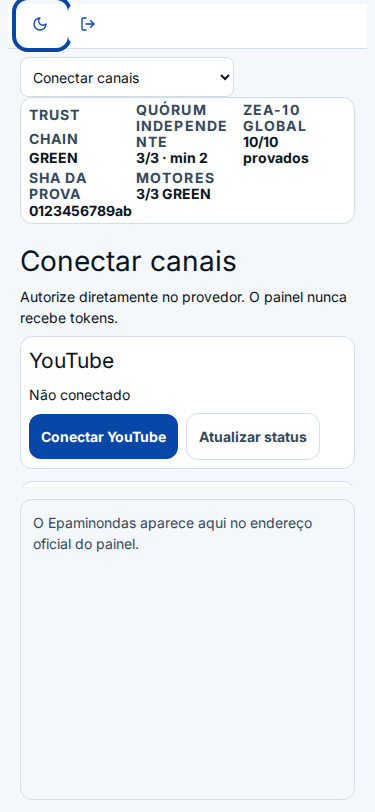 Conectar canais
TRUST
CHAIN
GREEN
QUÓRUM
INDEPENDE
NTE
3/3 · min 2
ZEA-10
GLOBAL
10/10
provados
SHA DA
PROVA
0123456789ab
MOTORES
3/3 GREEN
Conectar canais
Autorize diretamente no provedor. O painel nunca
recebe tokens.
YouTube
Não conectado
Conectar YouTube
Atualizar status
O Epaminondas aparece aqui no endereço
oficial do painel.